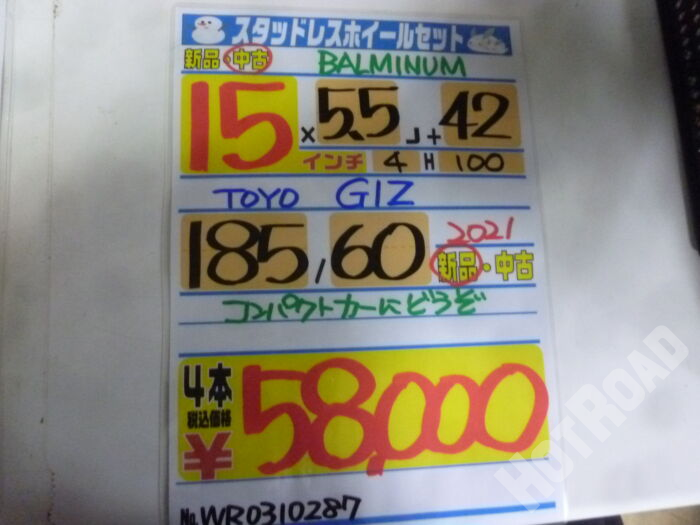 スタッドレスホイールセット
新品・中古 BALMINUM
15 × 5.5 J + 42
インチ 4 H 100
TOYO GIZ
185 / 60 2021
新品・中古
コンパクトカーにどうぞ
4本
税込価格
¥ 58,000
No. WR0310287
HOT ROAD